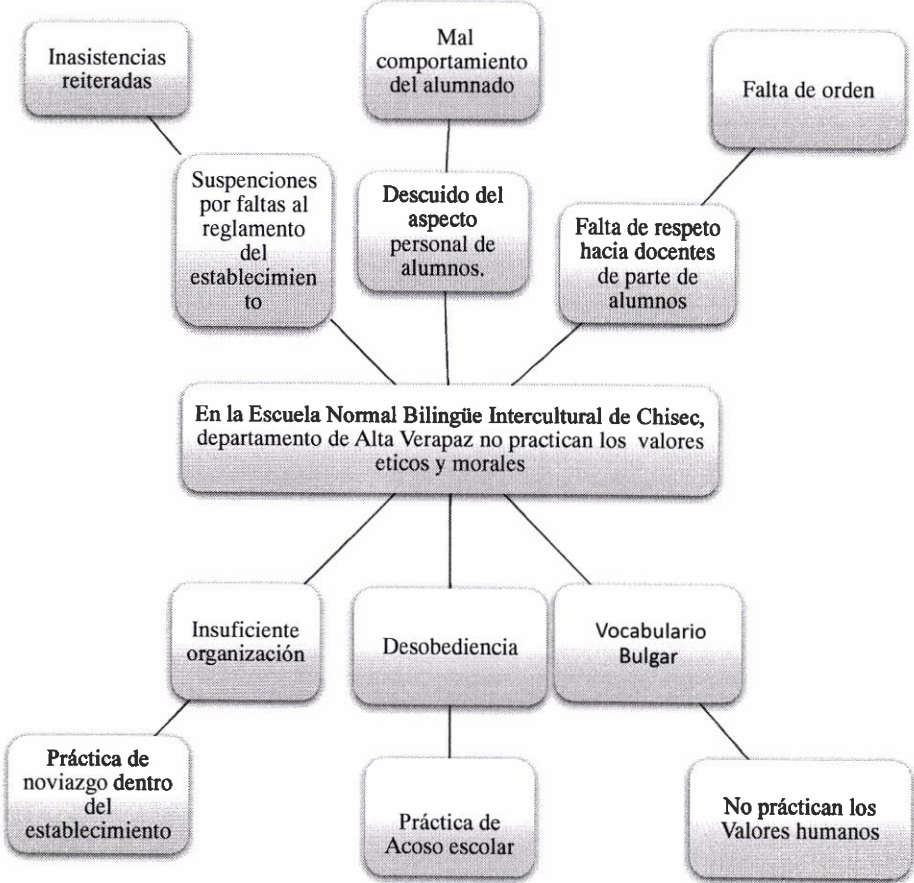 Inasistencias
reiteradas
Mal
comportamiento
del alumnado
Falta de orden
Suspenciones
por faltas al
reglamento
del
establecimien
to
Descuido del
aspecto
personal de
alumnos.
Falta de respeto
hacia docentes
de parte de
alumnos
En la Escuela Normal Bilingüe Intercultural de Chisec,
departamento de Alta Verapaz no practican los valores
eticos y morales
Insuficiente
organización
Desobediencia
Vocabulario
Bulgar
Práctica de
noviazgo dentro
del
establecimiento
Práctica de
Acoso escolar
No práctican los
Valores humanos